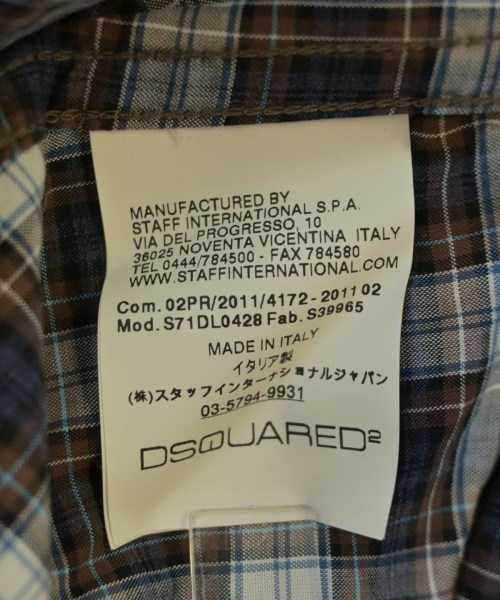 MANUFACTURED BY
STAFF INTERNATIONAL S.P.A.
VIA DEL PROGRESSO, 10
36025 NOVENTA VICENTINA ITALY
TEL 0444/784500 - FAX 784580
WWW.STAFFINTERNATIONAL.COM
Com. 02PR/2011/4172 - 2011 02
Mod. S71DL0428 Fab. S39965
MADE IN ITALY
イタリア製
(株)スタッフインターナショナルジャパン
03-5794-9931
DSQUARED2